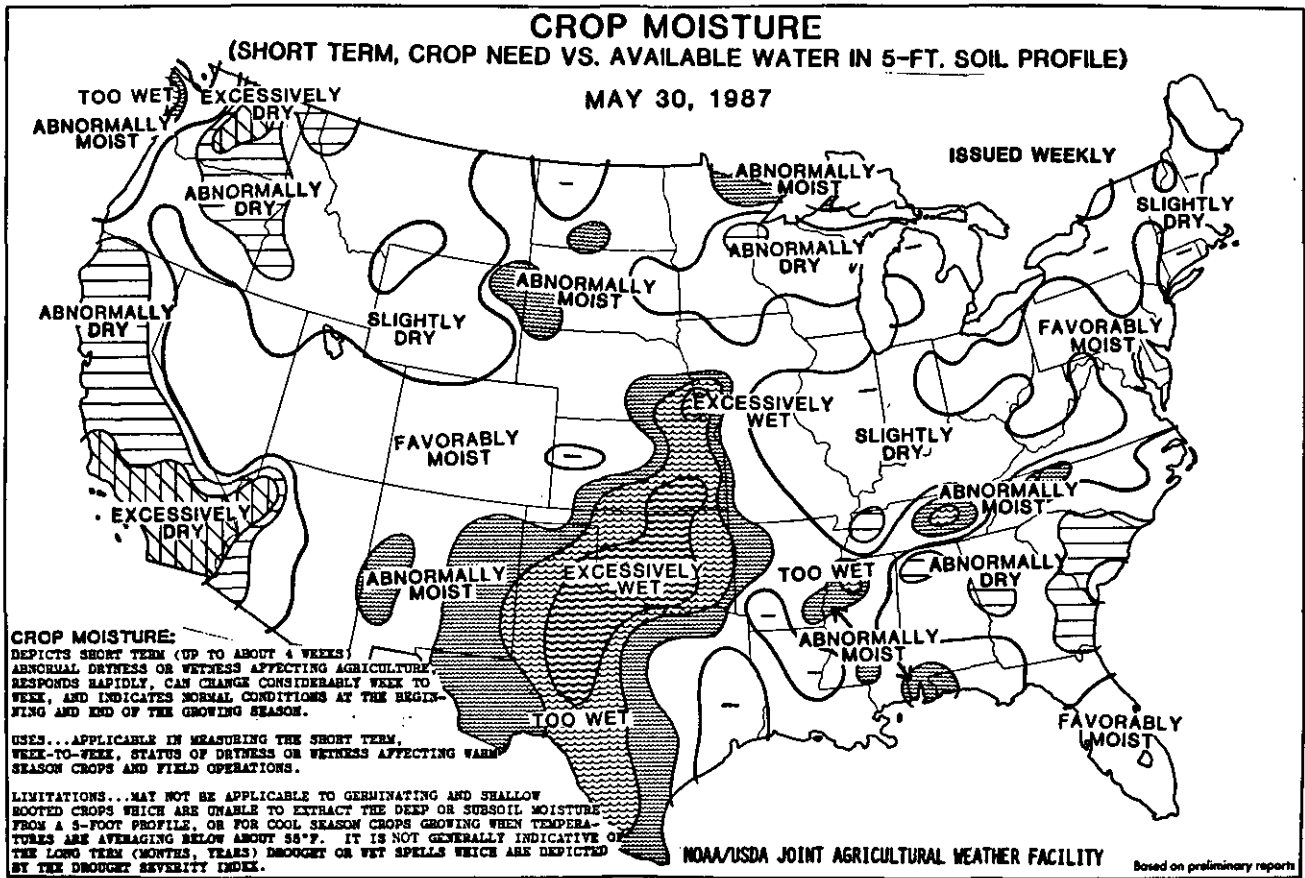 CROP MOISTURE
(SHORT TERM, CROP NEED VS. AVAILABLE WATER IN 5-FT. SOIL PROFILE)
MAY 30, 1987
ISSUED WEEKLY
TOO WET
EXCESSIVELY
DRY
ABNORMALLY
MOIST
ABNORMALLY
DRY
ABNORMALLY
MOIST
SLIGHTLY
DRY
ABNORMALLY
DRY
ABNORMALLY
MOIST
ABNORMALLY
DRY
SLIGHTLY
DRY
FAVORABLY
MOIST
EXCESSIVELY
WET
FAVORABLY
MOIST
SLIGHTLY
DRY
EXCESSIVELY
DRY
ABNORMALLY
MOIST
ABNORMALLY
MOIST
EXCESSIVELY
WET
TOO WET
ABNORMALLY
DRY
ABNORMALLY
MOIST
TOO WET
FAVORABLY
MOIST
CROP MOISTURE:
DEPICTS SHORT TERM (UP TO ABOUT 4 WEEKS)
ABNORMAL DRYNESS OR WETNESS AFFECTING AGRICULTURE,
RESPONDS RAPIDLY, CAN CHANGE CONSIDERABLY WEEK TO
WEEK, AND INDICATES NORMAL CONDITIONS AT THE BEGIN-
NING AND END OF THE GROWING SEASON.
USES...APPLICABLE IN MEASURING THE SHORT TERM,
WEEK-TO-WEEK, STATUS OF DRYNESS OR WETNESS AFFECTING WARM
SEASON CROPS AND FIELD OPERATIONS.
LIMITATIONS...MAY NOT BE APPLICABLE TO GERMINATING AND SHALLOW
ROOTED CROPS WHICH ARE UNABLE TO EXTRACT THE DEEP OR SUBSOIL MOISTURE
FROM A 5-FOOT PROFILE, OR FOR COOL SEASON CROPS GROWING WHEN TEMPERA-
TURES ARE AVERAGING BELOW ABOUT 55°F. IT IS NOT GENERALLY INDICATIVE OF
THE LONG TERM (MONTHS, YEARS) DROUGHT OR WET SPELLS WHICH ARE DEPICTED
BY THE DROUGHT SEVERITY INDEX.
NOAA/USDA JOINT AGRICULTURAL WEATHER FACILITY
Based on preliminary reports